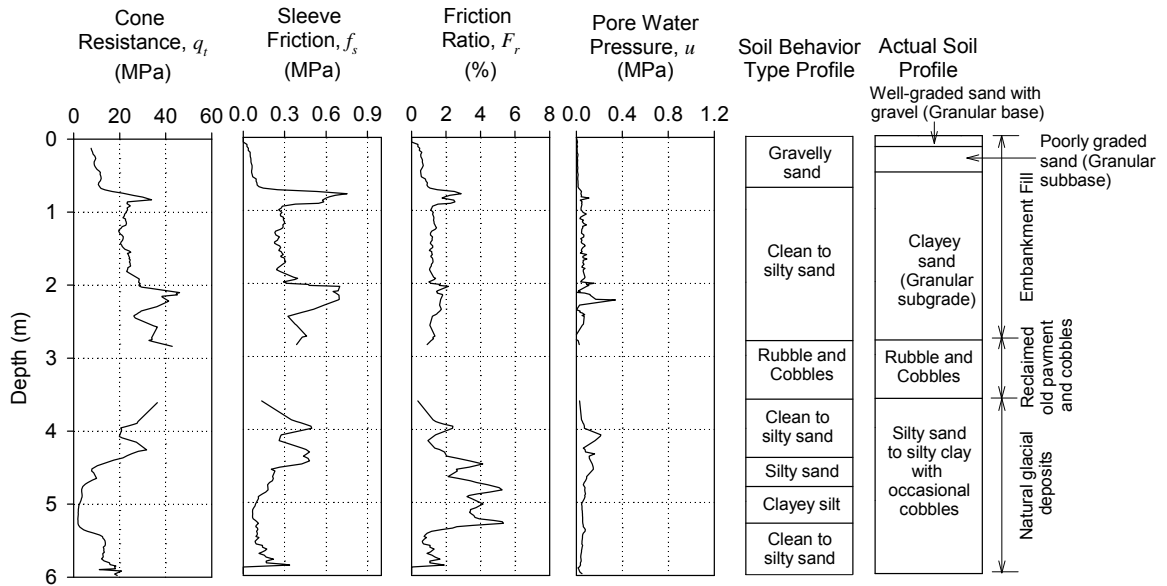 Cone
Resistance, qt
(MPa)
Sleeve
Friction, fs
(MPa)
Friction
Ratio, Fr
(%)
Pore Water
Pressure, u
(MPa)
Soil Behavior
Type Profile
Actual Soil
Profile
Well-graded sand with
gravel (Granular base)
0 20 40 60
0.0 0.3 0.6 0.9
0 2 4 6 8
0.0 0.4 0.8 1.2
Depth (m)
0
1
2
3
4
5
6
Gravelly
sand
Clean to
silty sand
Rubble and
Cobbles
Clean to
silty sand
Silty sand
Clayey silt
Clean to
silty sand
Clayey
sand
(Granular
subgrade)
Rubble and
Cobbles
Silty sand
to silty clay
with
occasional
cobbles
Poorly graded
sand (Granular
subbase)
Embankment Fill
Reclaimed
old pavment
and cobbles
Natural glacial
deposits